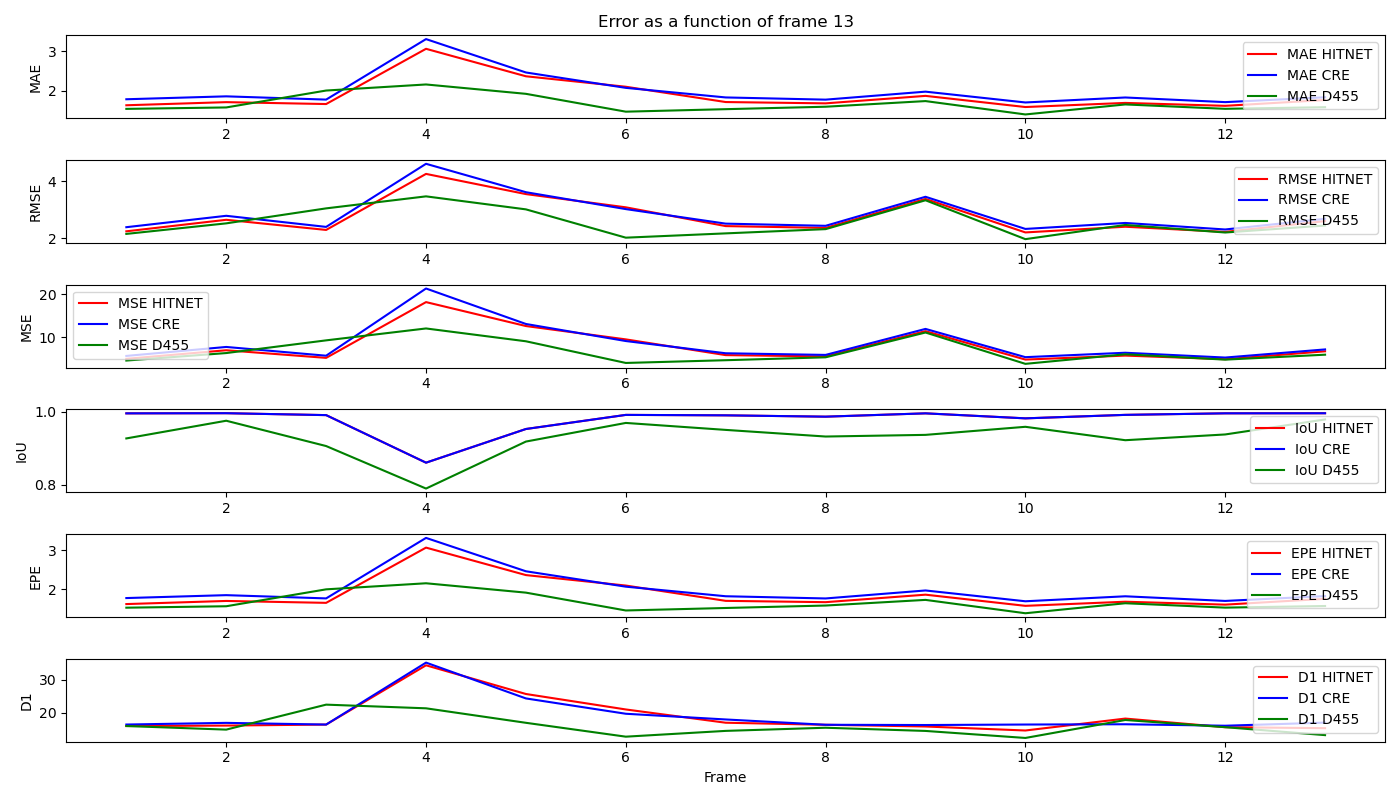 Error as a function of frame 13
3
2
MAE
MAE HITNET
MAE CRE
MAE D455
2 4 6 8 10 12
4
2
RMSE
RMSE HITNET
RMSE CRE
RMSE D455
2 4 6 8 10 12
20
10
MSE
MSE HITNET
MSE CRE
MSE D455
2 4 6 8 10 12
1.0
0.8
IoU
IoU HITNET
IoU CRE
IoU D455
2 4 6 8 10 12
3
2
EPE
EPE HITNET
EPE CRE
EPE D455
2 4 6 8 10 12
30
20
D1
D1 HITNET
D1 CRE
D1 D455
2 4 6 8 10 12
Frame